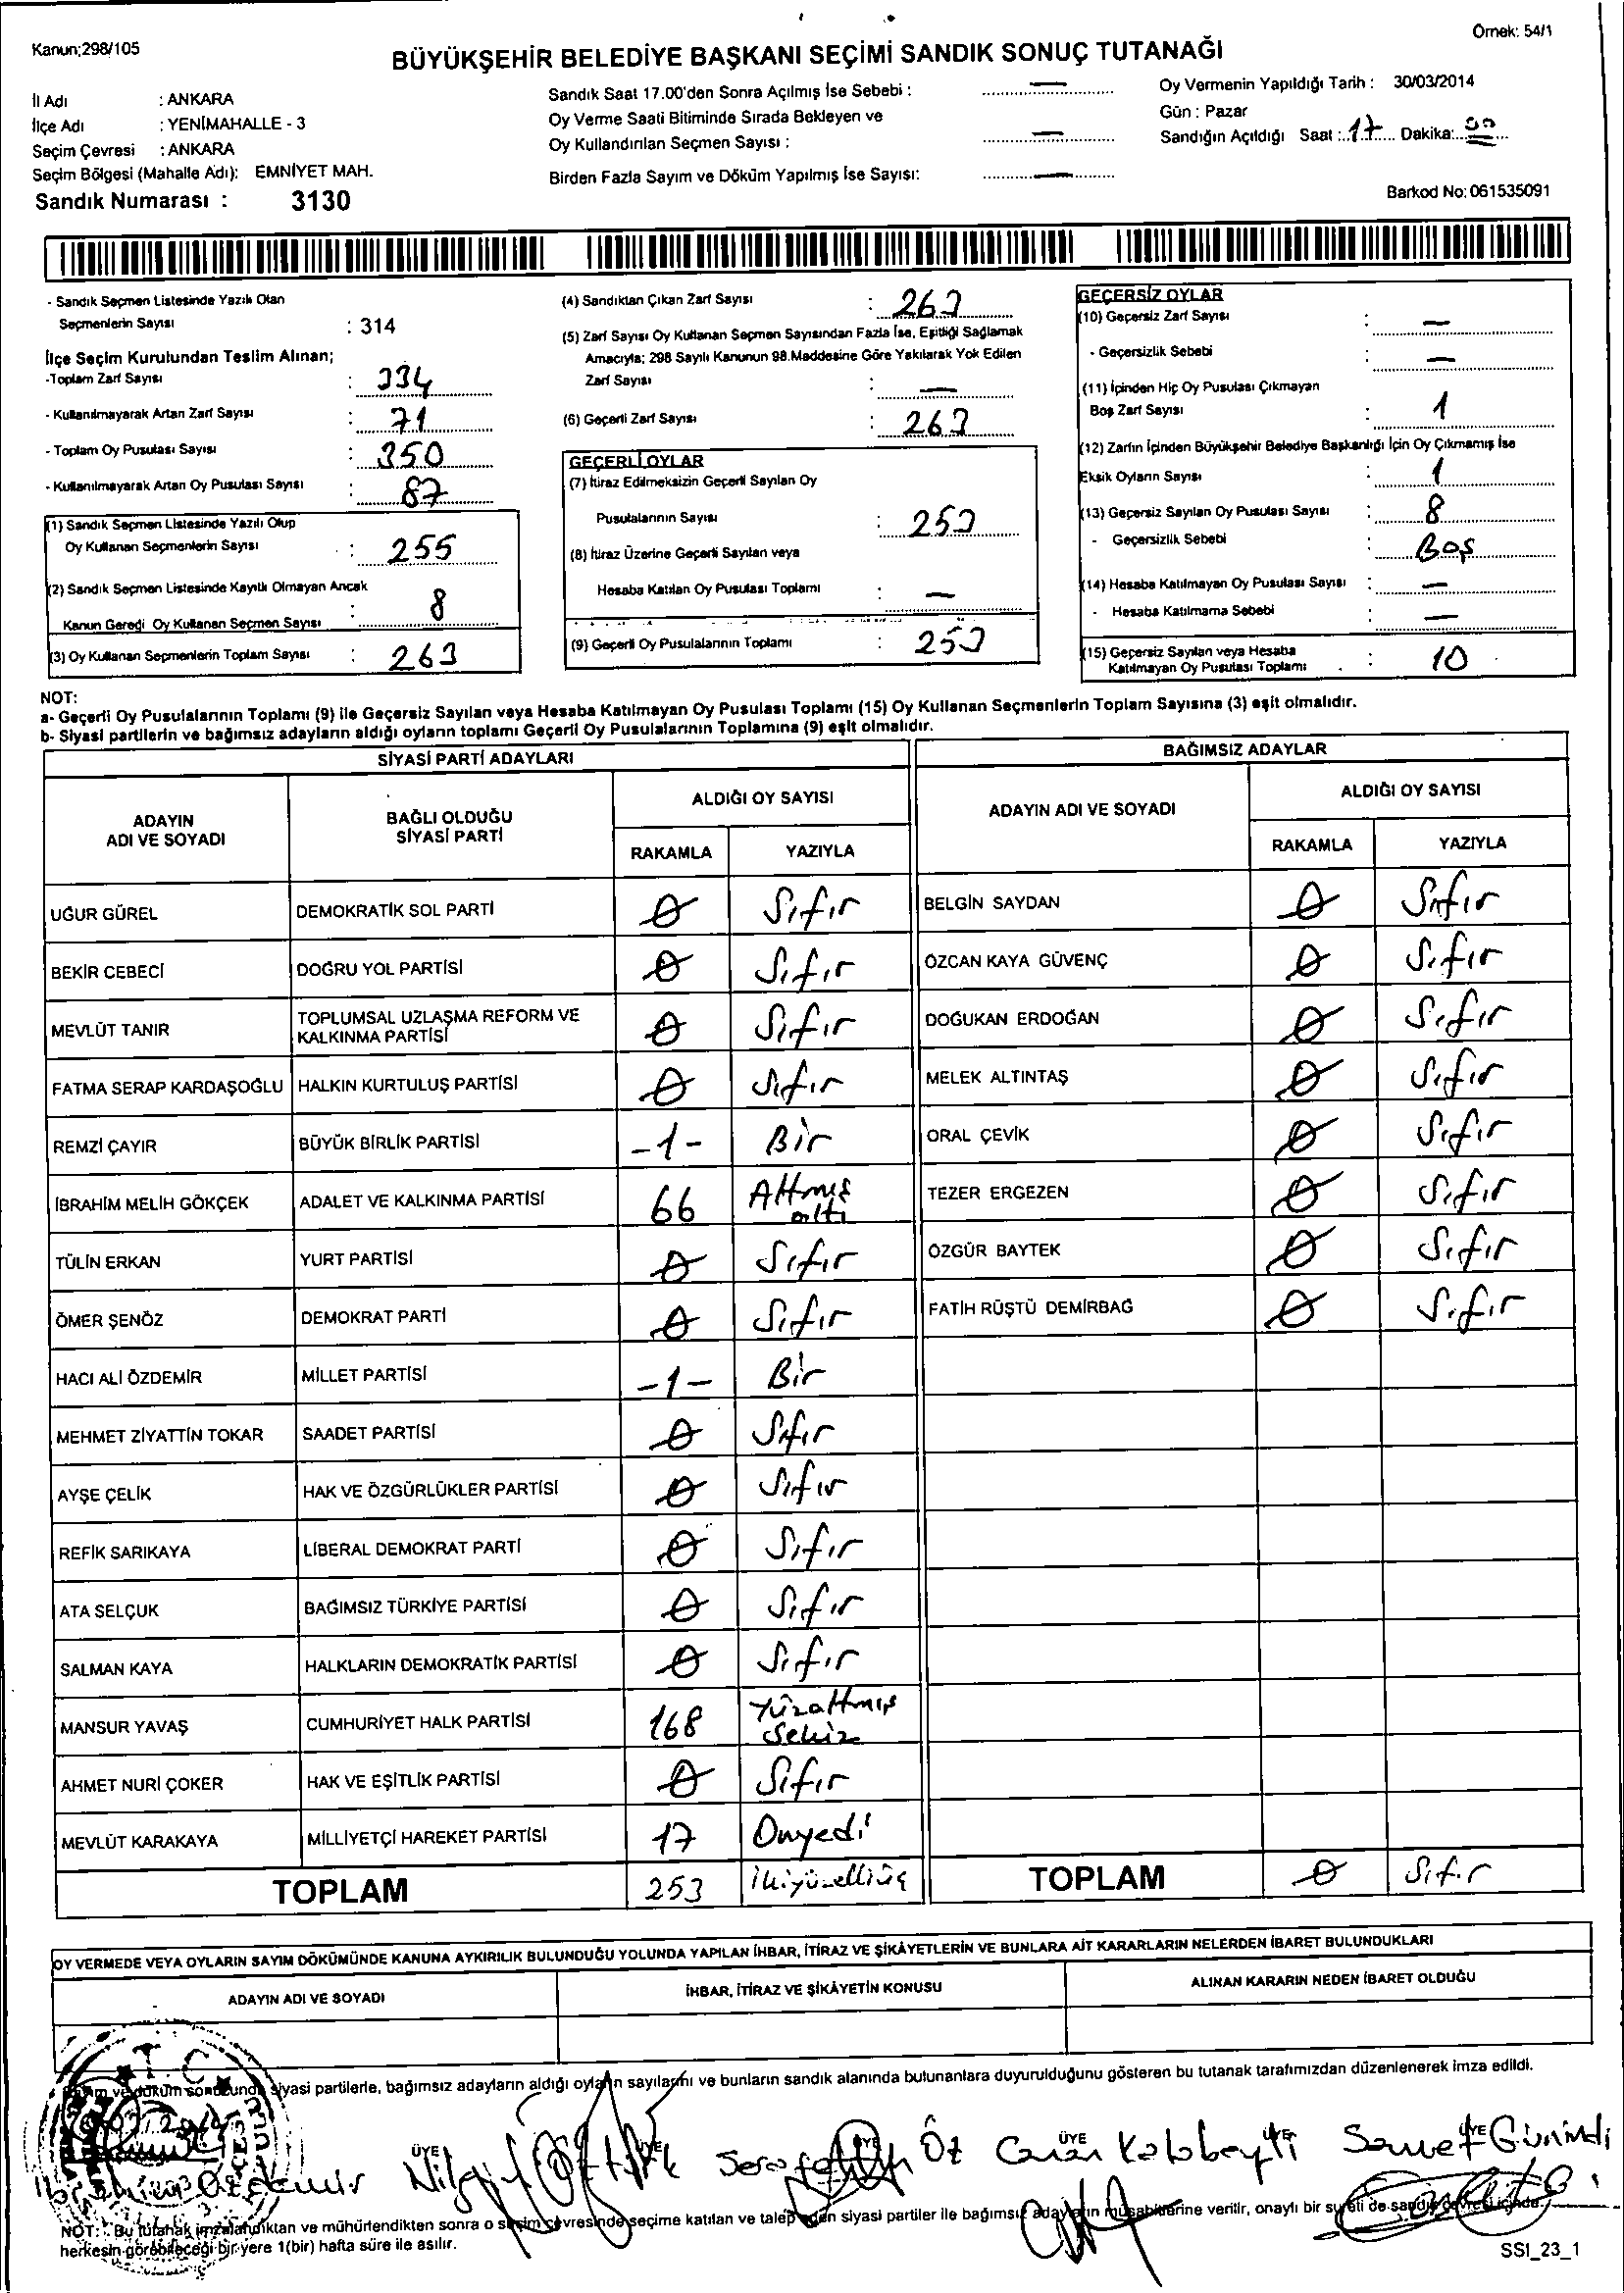 Kanun;298/105
Örnek: 54/1
BÜYÜKŞEHİR BELEDİYE BAŞKANI SEÇİMİ SANDIK SONUÇ TUTANAĞI
İl Adı : ANKARA
İlçe Adı : YENİMAHALLE - 3
Seçim Çevresi : ANKARA
Seçim Bölgesi (Mahalle Adı): EMNİYET MAH.
Sandık Numarası : 3130
Sandık Saat 17.00'den Sonra Açılmış İse Sebebi : —
Oy Verme Saati Bitiminde Sırada Bekleyen ve
Oy Kullandırılan Seçmen Sayısı : —
Birden Fazla Sayım ve Döküm Yapılmış İse Sayısı: —
Oy Vermenin Yapıldığı Tarih : 30/03/2014
Gün : Pazar
Sandığın Açıldığı Saat : 17 Dakika: 00
Barkod No: 061535091
- Sandık Seçmen Listesinde Yazılı Olan
Seçmenlerin Sayısı : 314
İlçe Seçim Kurulundan Teslim Alınan;
-Toplam Zarf Sayısı : 334
- Kullanılmayarak Artan Zarf Sayısı : 71
- Toplam Oy Pusulası Sayısı : 350
- Kullanılmayarak Artan Oy Pusulası Sayısı : 87
(1) Sandık Seçmen Listesinde Yazılı Olup
Oy Kullanan Seçmenlerin Sayısı : 255
(2) Sandık Seçmen Listesinde Kayıtlı Olmayan Ancak
Kanun Gereği Oy Kullanan Seçmen Sayısı : 8
(3) Oy Kullanan Seçmenlerin Toplam Sayısı : 263
(4) Sandıktan Çıkan Zarf Sayısı : 263
(5) Zarf Sayısı Oy Kullanan Seçmen Sayısından Fazla İse, Eşitliği Sağlamak
Amacıyla; 298 Sayılı Kanunun 98.Maddesine Göre Yakılarak Yok Edilen
Zarf Sayısı : —
(6) Geçerli Zarf Sayısı : 263
GEÇERLİ OYLAR
(7) İtiraz Edilmeksizin Geçerli Sayılan Oy
Pusulalarının Sayısı : 253
(8) İtiraz Üzerine Geçerli Sayılan veya
Hesaba Katılan Oy Pusulası Toplamı : —
(9) Geçerli Oy Pusulalarının Toplamı : 253
GEÇERSİZ OYLAR
(10) Geçersiz Zarf Sayısı : —
- Geçersizlik Sebebi : —
(11) İçinden Hiç Oy Pusulası Çıkmayan
Boş Zarf Sayısı : 1
(12) Zarfın İçinden Büyükşehir Belediye Başkanlığı İçin Oy Çıkmamış İse
Eksik Oyların Sayısı : 1
(13) Geçersiz Sayılan Oy Pusulası Sayısı : 8
- Geçersizlik Sebebi : Boş
(14) Hesaba Katılmayan Oy Pusulası Sayısı : —
- Hesaba Katılmama Sebebi : —
(15) Geçersiz Sayılan veya Hesaba
Katılmayan Oy Pusulası Toplamı : 10
NOT:
a- Geçerli Oy Pusulalarının Toplamı (9) ile Geçersiz Sayılan veya Hesaba Katılmayan Oy Pusulası Toplamı (15) Oy Kullanan Seçmenlerin Toplam Sayısına (3) eşit olmalıdır.
b- Siyasi partilerin ve bağımsız adayların aldığı oyların toplamı Geçerli Oy Pusulalarının Toplamına (9) eşit olmalıdır.
SİYASİ PARTİ ADAYLARI
ADAYIN ADI VE SOYADI
BAĞLI OLDUĞU SİYASİ PARTİ
ALDIĞI OY SAYISI
RAKAMLA YAZIYLA
UĞUR GÜREL DEMOKRATİK SOL PARTİ 0 Sıfır
BEKİR CEBECİ DOĞRU YOL PARTİSİ 0 Sıfır
MEVLÜT TANIR TOPLUMSAL UZLAŞMA REFORM VE KALKINMA PARTİSİ 0 Sıfır
FATMA SERAP KARDAŞOĞLU HALKIN KURTULUŞ PARTİSİ 0 Sıfır
REMZİ ÇAYIR BÜYÜK BİRLİK PARTİSİ -1- Bir
İBRAHİM MELİH GÖKÇEK ADALET VE KALKINMA PARTİSİ 66 Altmış altı
TÜLİN ERKAN YURT PARTİSİ 0 Sıfır
ÖMER ŞENÖZ DEMOKRAT PARTİ 0 Sıfır
HACI ALİ ÖZDEMİR MİLLET PARTİSİ -1- Bir
MEHMET ZİYATTİN TOKAR SAADET PARTİSİ 0 Sıfır
AYŞE ÇELİK HAK VE ÖZGÜRLÜKLER PARTİSİ 0 Sıfır
REFİK SARIKAYA LİBERAL DEMOKRAT PARTİ 0 Sıfır
ATA SELÇUK BAĞIMSIZ TÜRKİYE PARTİSİ 0 Sıfır
SALMAN KAYA HALKLARIN DEMOKRATİK PARTİSİ 0 Sıfır
MANSUR YAVAŞ CUMHURİYET HALK PARTİSİ 168 Yüzaltmış sekiz
AHMET NURİ ÇOKER HAK VE EŞİTLİK PARTİSİ 0 Sıfır
MEVLÜT KARAKAYA MİLLİYETÇİ HAREKET PARTİSİ 17 Onyedi
TOPLAM 253 İkiyüzelliüç
BAĞIMSIZ ADAYLAR
ADAYIN ADI VE SOYADI
ALDIĞI OY SAYISI
RAKAMLA YAZIYLA
BELGİN SAYDAN 0 Sıfır
ÖZCAN KAYA GÜVENÇ 0 Sıfır
DOĞUKAN ERDOĞAN 0 Sıfır
MELEK ALTINTAŞ 0 Sıfır
ORAL ÇEVİK 0 Sıfır
TEZER ERGEZEN 0 Sıfır
ÖZGÜR BAYTEK 0 Sıfır
FATİH RÜŞTÜ DEMİRBAĞ 0 Sıfır
TOPLAM 0 Sıfır
OY VERMEDE VEYA OYLARIN SAYIM DÖKÜMÜNDE KANUNA AYKIRILIK BULUNDUĞU YOLUNDA YAPILAN İHBAR, İTİRAZ VE ŞİKÂYETLERİN VE BUNLARA AİT KARARLARIN NELERDEN İBARET BULUNDUKLARI
ADAYIN ADI VE SOYADI
İHBAR, İTİRAZ VE ŞİKÂYETİN KONUSU
ALINAN KARARIN NEDEN İBARET OLDUĞU
T C
Sayım ve döküm sonucunda siyasi partilerle, bağımsız adayların aldığı oyların sayılarını ve bunların sandık alanında bulunanlara duyurulduğunu gösteren bu tutanak tarafımızdan düzenlenerek imza edildi.
ÜYE ÜYE ÜYE ÜYE ÜYE ÜYE
İbrahim Özdemir Nilgün Öztürk Öz Canan Kalabeyti Samet
NOT: Bu tutanak imzalandıktan ve mühürlendikten sonra o seçim çevresinde seçime katılan ve talep eden siyasi partiler ile bağımsız adayların müşahitlerine verilir, onaylı bir sureti de sandık çevresi içinde
herkesin görebileceği bir yere 1(bir) hafta süre ile asılır.
SSI_23_1